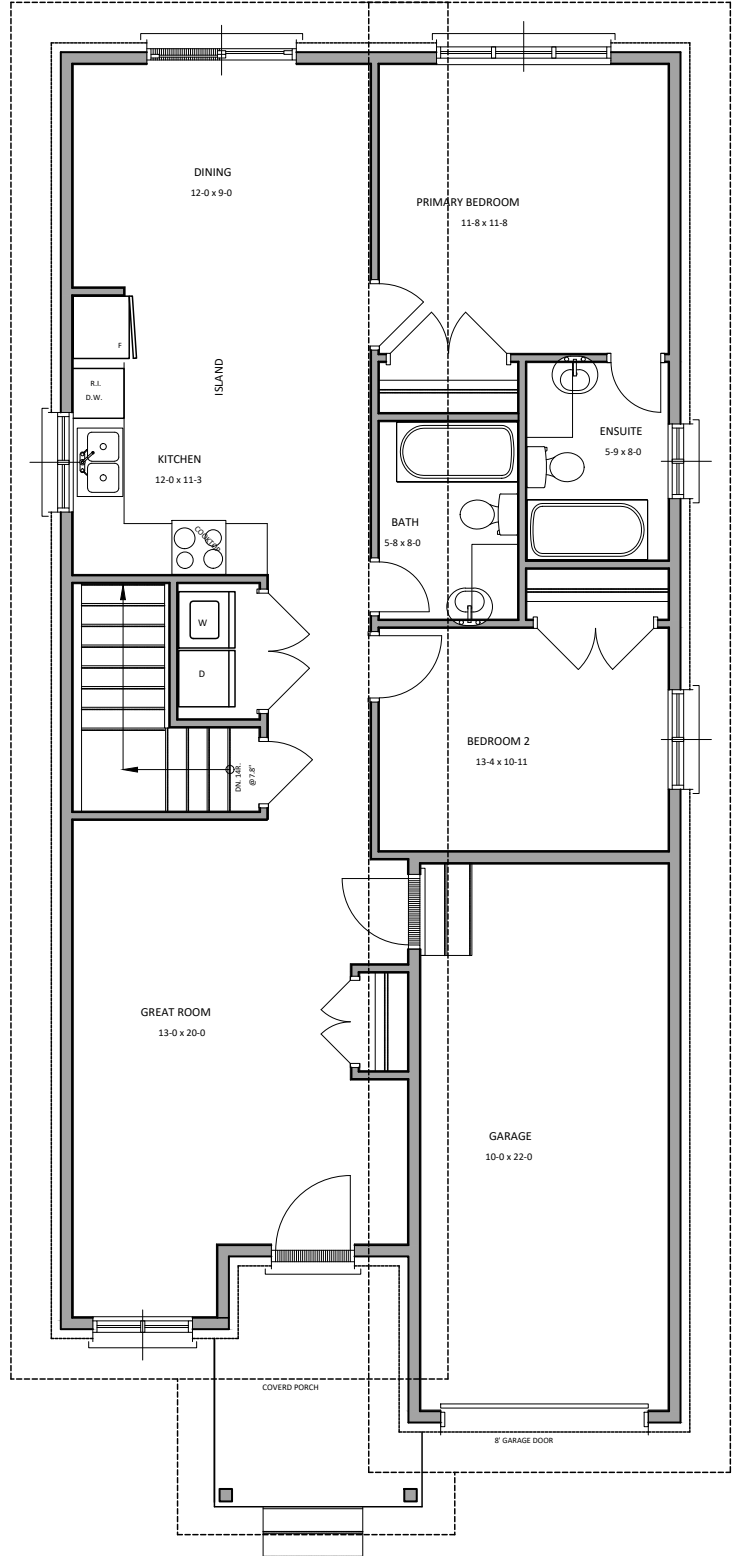 DINING
12-0 x 9-0
PRIMARY BEDROOM
11-8 x 11-8
F
R.I.
D.W.
ISLAND
KITCHEN
12-0 x 11-3
ENSUITE
5-9 x 8-0
BATH
5-8 x 8-0
COOKTOP
W
D
BEDROOM 2
13-4 x 10-11
DN. 14R.
@7.8"
GREAT ROOM
13-0 x 20-0
GARAGE
10-0 x 22-0
COVERD PORCH
8' GARAGE DOOR